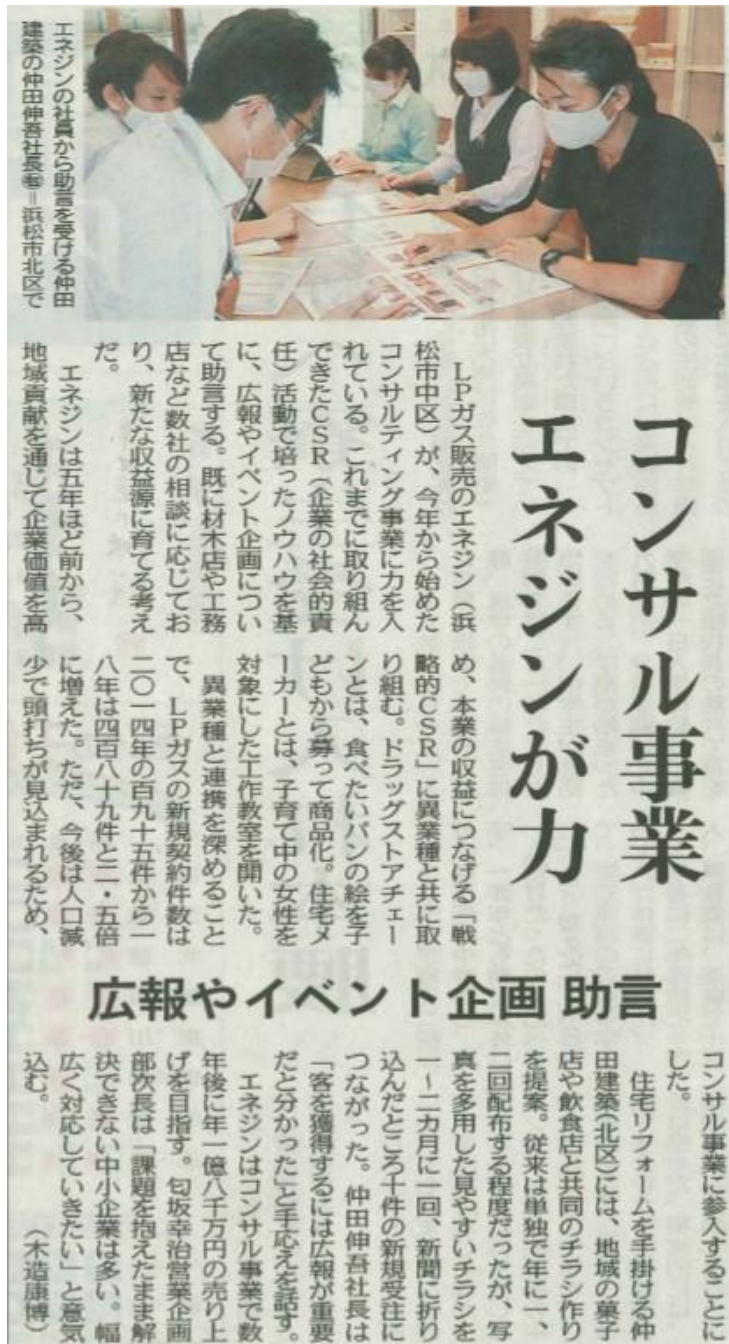 コンサル事業
エネジンが力
広報やイベント企画 助言
エネジンの社員から助言を受ける仲田
建築の仲田伸吾社長㊨＝浜松市北区で
ＬＰガス販売のエネジン（浜
松市中区）が、今年から始めた
コンサルティング事業に力を入
れている。これまでに取り組ん
できたＣＳＲ（企業の社会的責
任）活動で培ったノウハウを基
に、広報やイベント企画につい
て助言する。既に材木店や工務
店など数社の相談に応じてお
り、新たな収益源に育てる考え
だ。
エネジンは五年ほど前から、
地域貢献を通じて企業価値を高
め、本業の収益につなげる「戦
略的ＣＳＲ」に異業種と共に取
り組む。ドラッグストアチェー
ンとは、食べたいパンの絵を子
どもから募って商品化。住宅メ
ーカーとは、子育て中の女性を
対象にした工作教室を開いた。
異業種と連携を深めること
で、ＬＰガスの新規契約件数は
二〇一四年の百九十五件から一
八年は四百八十九件と二・五倍
に増えた。ただ、今後は人口減
少で頭打ちが見込まれるため、
コンサル事業に参入することに
した。
住宅リフォームを手掛ける仲
田建築（北区）には、地域の菓子
店や飲食店と共同のチラシ作り
を提案。従来は単独で年に一、
二回配布する程度だったが、写
真を多用した見やすいチラシを
一～二カ月に一回、新聞に折り
込んだところ十件の新規受注に
つながった。仲田伸吾社長は
「客を獲得するには広報が重要
だと分かった」と手応えを話す。
エネジンはコンサル事業で数
年後に年一億八千万円の売り上
げを目指す。匂坂幸治営業企画
部次長は「課題を抱えたまま解
決できない中小企業は多い。幅
広く対応していきたい」と意気
込む。
（木造康博）